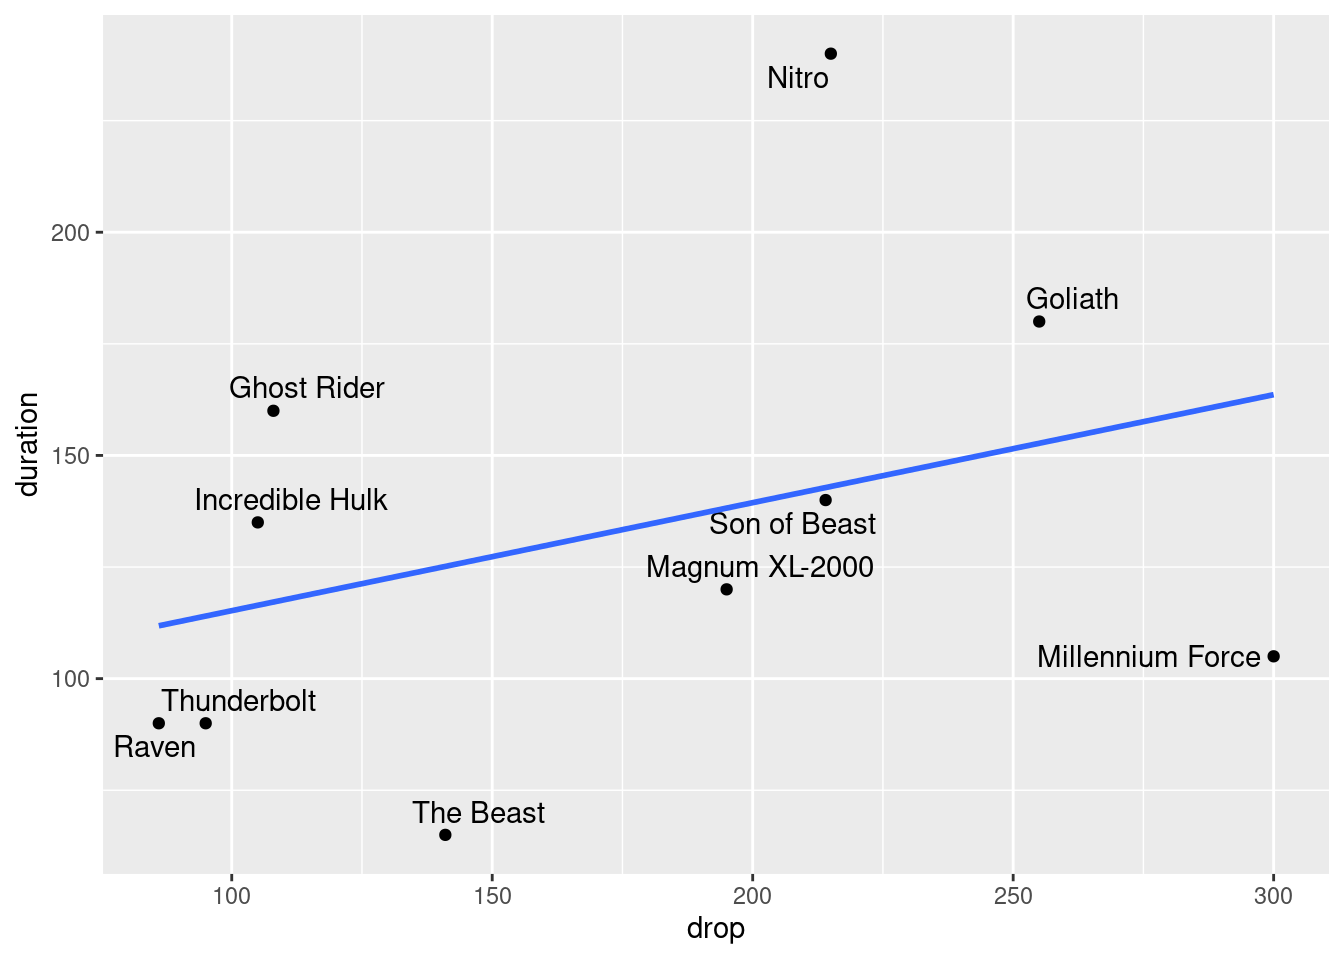 Nitro
200
Goliath
Ghost Rider
150
Incredible Hulk
Son of Beast
Magnum XL-2000
Millennium Force
100
Thunderbolt
Raven
The Beast
duration
100 150 200 250 300
drop